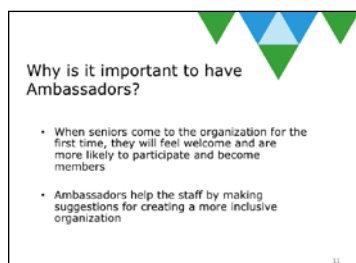 Why is it important to have
Ambassadors?
• When seniors come to the organization for the
first time, they will feel welcome and are
more likely to participate and become
members
• Ambassadors help the staff by making
suggestions for creating a more inclusive
organization
11